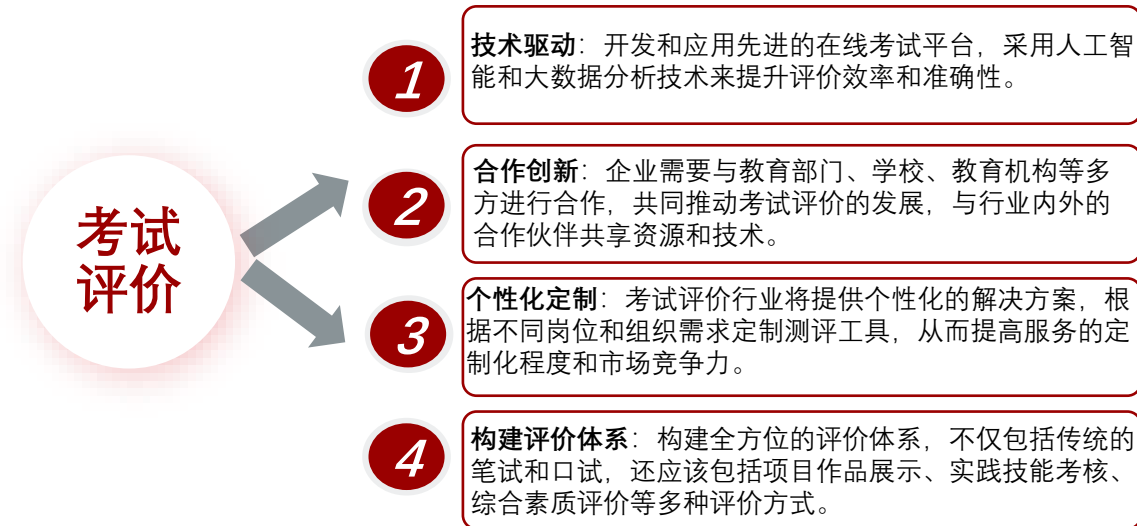 考试
评价
1
技术驱动：开发和应用先进的在线考试平台，采用人工智
能和大数据分析技术来提升评价效率和准确性。
2
合作创新：企业需要与教育部门、学校、教育机构等多
方进行合作，共同推动考试评价的发展，与行业内外的
合作伙伴共享资源和技术。
3
个性化定制：考试评价行业将提供个性化的解决方案，根
据不同岗位和组织需求定制测评工具，从而提高服务的定
制化程度和市场竞争力。
4
构建评价体系：构建全方位的评价体系，不仅包括传统的
笔试和口试，还应该包括项目作品展示、实践技能考核、
综合素质评价等多种评价方式。